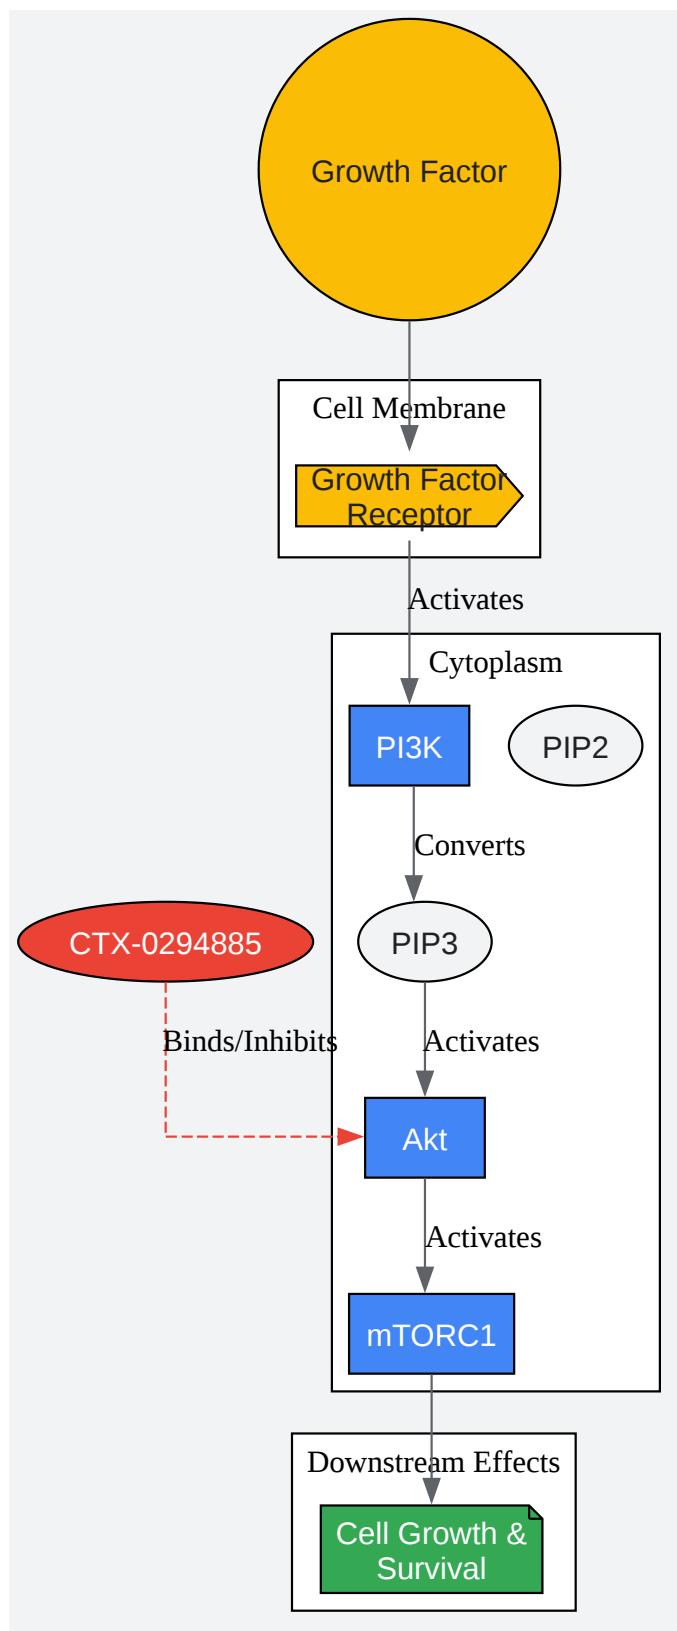 Growth Factor
Cell Membrane
Growth Factor
Receptor
Activates
Cytoplasm
PI3K
PIP2
Converts
CTX-0294885
PIP3
Binds/Inhibits
Activates
Akt
Activates
mTORC1
Downstream Effects
Cell Growth &
Survival